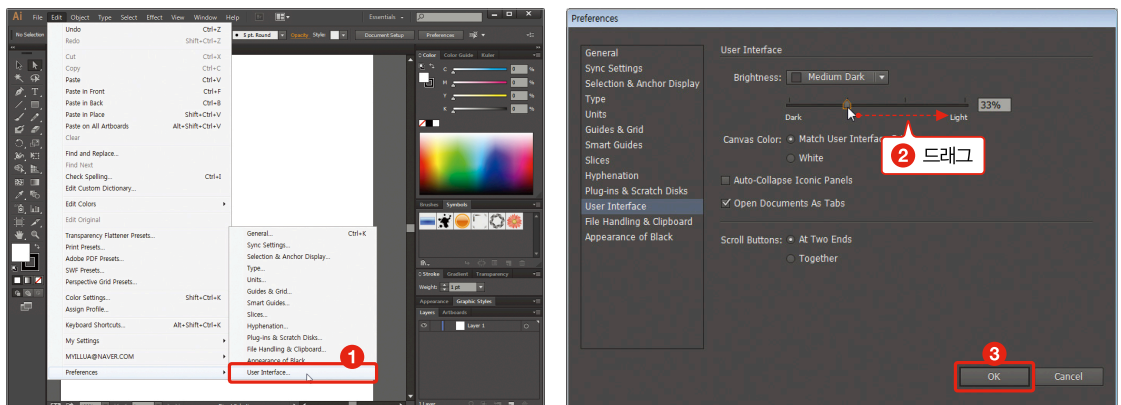 Ai File Edit Object Type Select Effect View Window Help
Essentials
No Selection
5 pt. Round
Opacity
Style:
Document Setup
Preferences
Undo Ctrl+Z
Redo Shift+Ctrl+Z
Cut Ctrl+X
Copy Ctrl+C
Paste Ctrl+V
Paste in Front Ctrl+F
Paste in Back Ctrl+B
Paste in Place Shift+Ctrl+V
Paste on All Artboards Alt+Shift+Ctrl+V
Clear
Find and Replace...
Find Next
Check Spelling... Ctrl+I
Edit Custom Dictionary...
Edit Colors
Edit Original
Transparency Flattener Presets...
Print Presets...
Adobe PDF Presets...
SWF Presets...
Perspective Grid Presets...
Color Settings... Shift+Ctrl+K
Assign Profile...
Keyboard Shortcuts... Alt+Shift+Ctrl+K
My Settings
MYILLUA@NAVER.COM
Preferences
General... Ctrl+K
Sync Settings...
Selection & Anchor Display...
Type...
Units...
Guides & Grid...
Smart Guides...
Slices...
Hyphenation...
Plug-ins & Scratch Disks...
File Handling & Clipboard...
Appearance of Black...
User Interface...
1
Color Color Guide Kuler
C 0 %
M 0 %
Y 0 %
K 0 %
Brushes Symbols
Stroke Gradient Transparency
Weight: 1 pt
Appearance Graphic Styles
Layers Artboards
Layer 1
1 Layer
Preferences
General
Sync Settings
Selection & Anchor Display
Type
Units
Guides & Grid
Smart Guides
Slices
Hyphenation
Plug-ins & Scratch Disks
User Interface
File Handling & Clipboard
Appearance of Black
User Interface
Brightness: Medium Dark
33%
Dark Light
Canvas Color: Match User Interface
White
2 드래그
Auto-Collapse Iconic Panels
Open Documents As Tabs
Scroll Buttons: At Two Ends
Together
3
OK Cancel